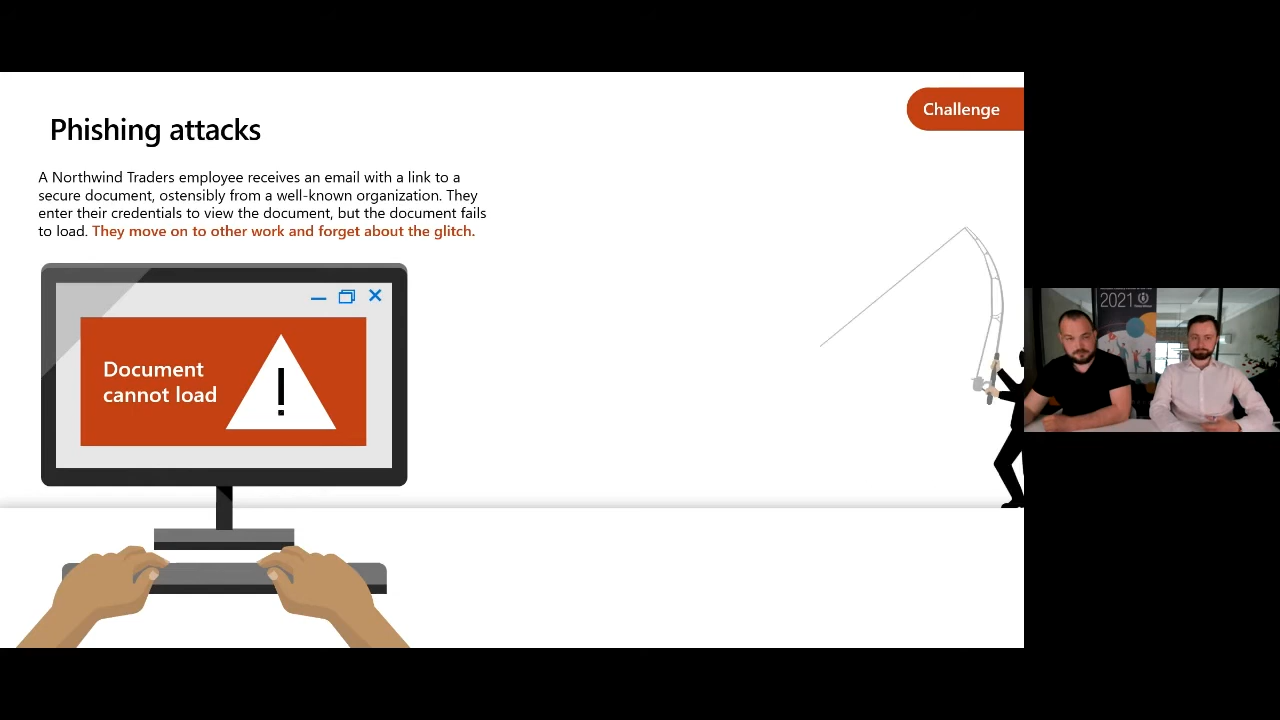 Challenge
Phishing attacks
A Northwind Traders employee receives an email with a link to a
secure document, ostensibly from a well-known organization. They
enter their credentials to view the document, but the document fails
to load. They move on to other work and forget about the glitch.
Document
cannot load
!
2021